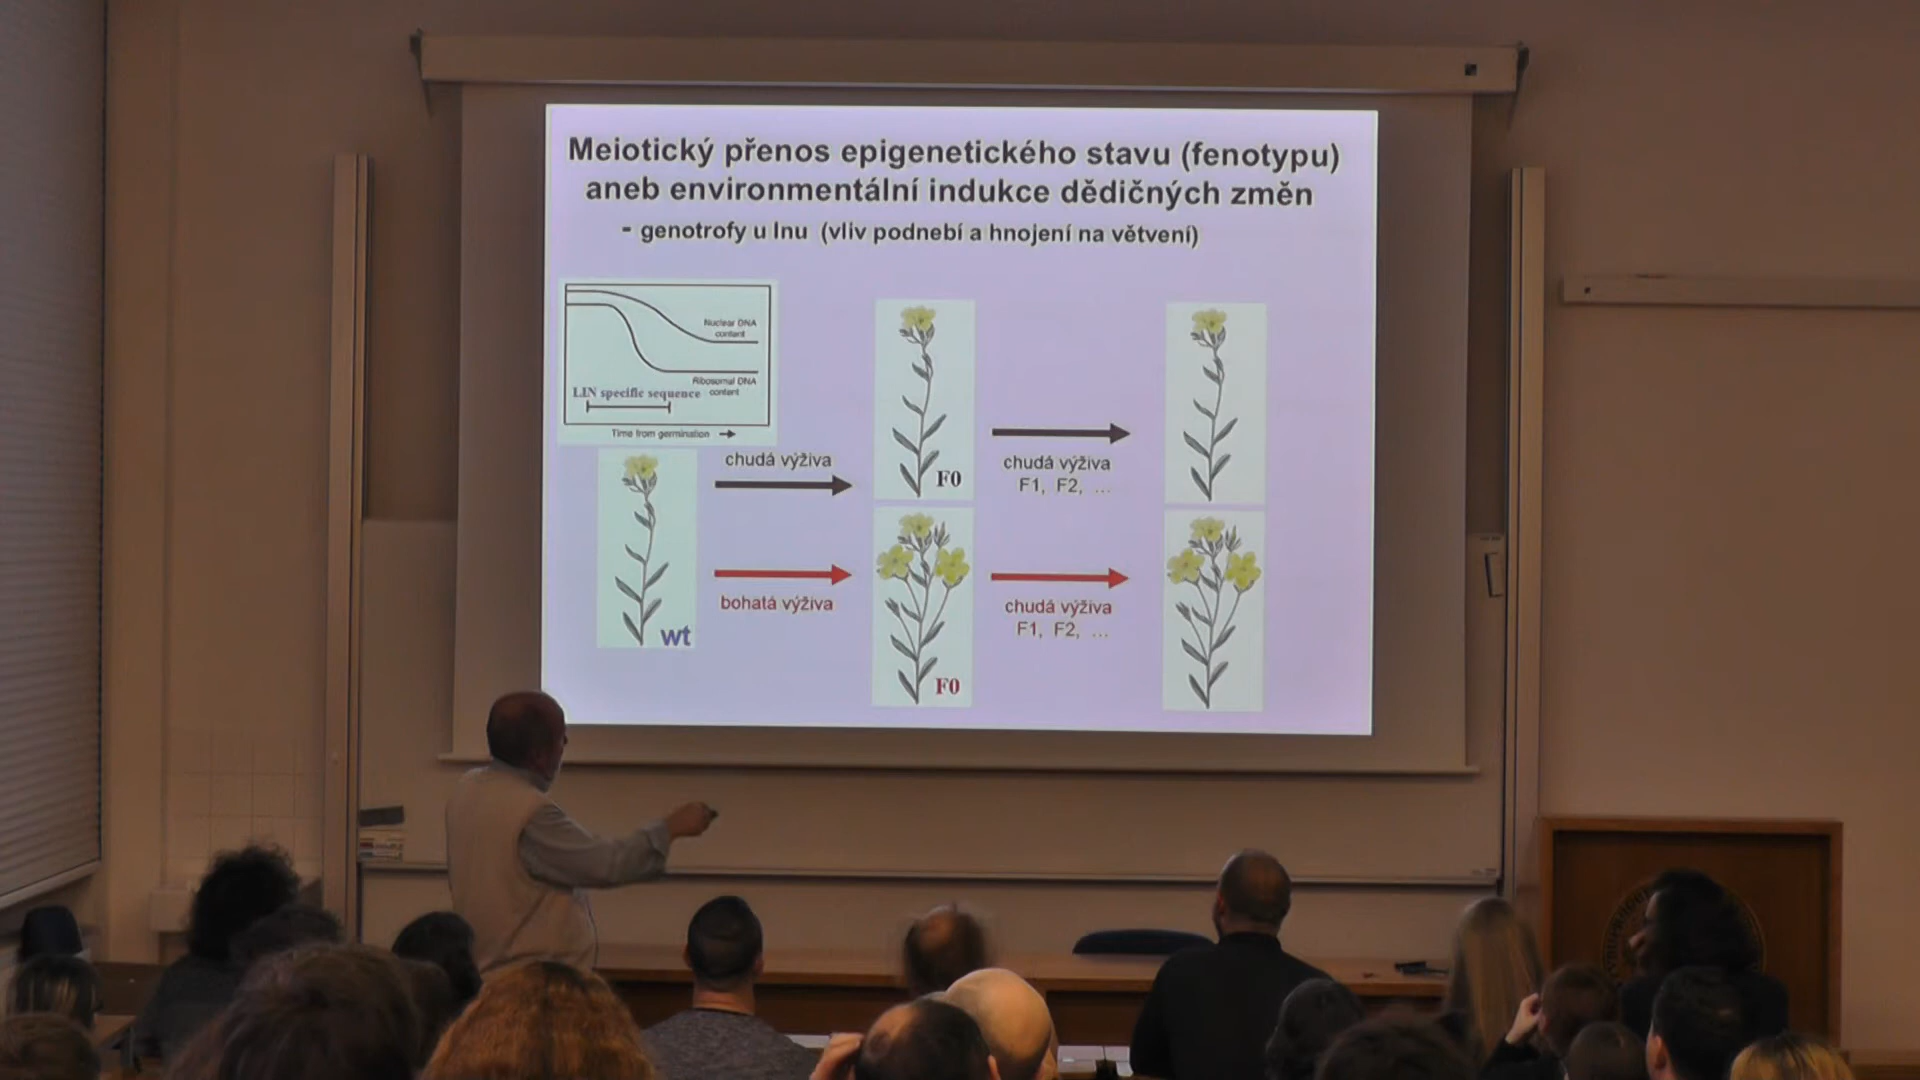 Meiotický přenos epigenetického stavu (fenotypu)
aneb environmentální indukce dědičných změn
- genotrofy u lnu (vliv podnebí a hnojení na větvení)
Nuclear DNA
content
Ribosomal DNA
content
LIN specific sequence
Time from germination
chudá výživa
F0
chudá výživa
F1, F2, ...
wt
bohatá výživa
F0
chudá výživa
F1, F2, ...